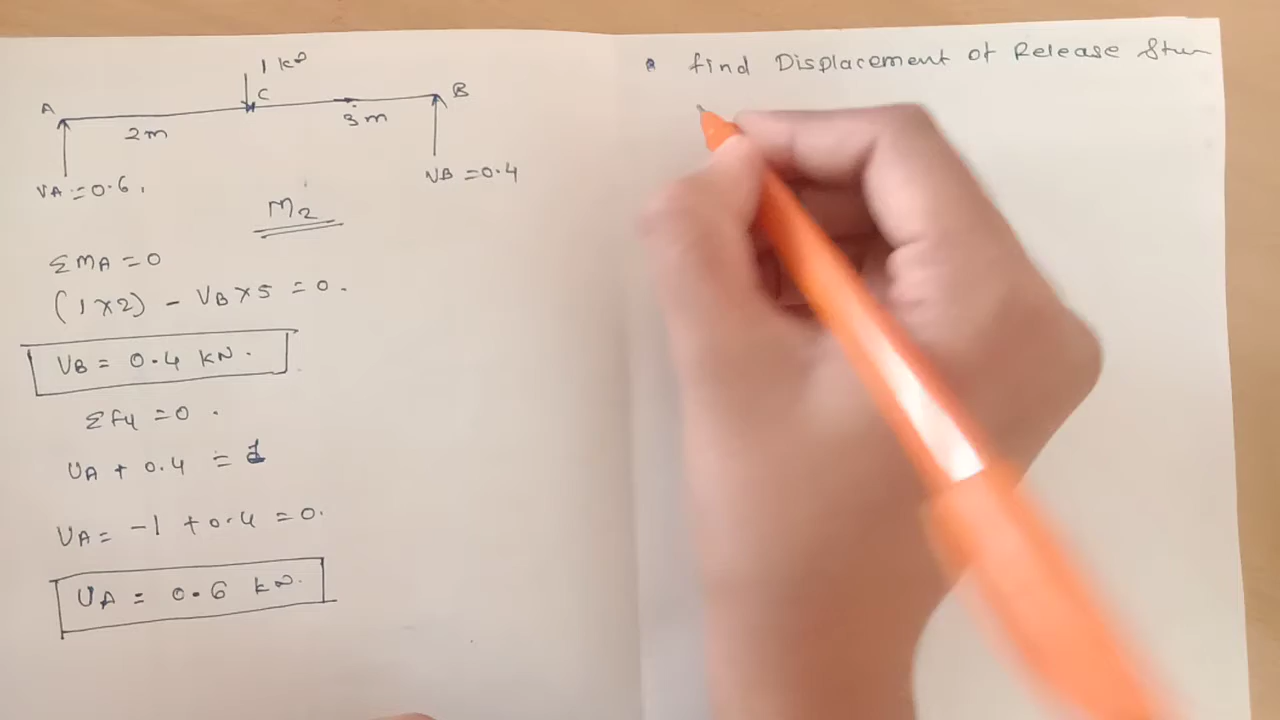 1 kN
A
C
B
2m
3m
VA = 0.6.
VB = 0.4
M2
ΣMA = 0
(1×2) - VB×5 = 0.
VB = 0.4 kN.
ΣFy = 0.
VA + 0.4 = 1
VA = -1 + 0.4 = 0.
VA = 0.6 kN.
find Displacement of Release